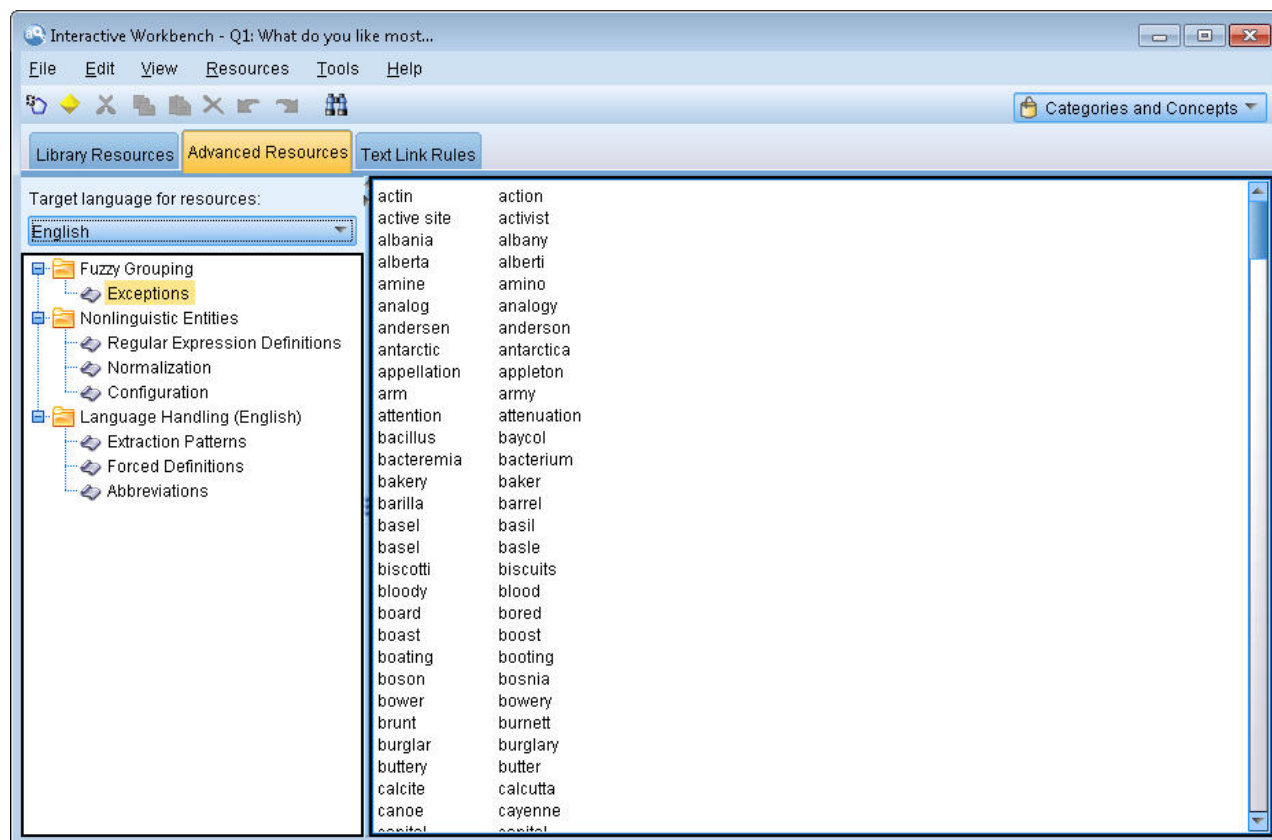 Interactive Workbench - Q1: What do you like most...
File Edit View Resources Tools Help
Categories and Concepts
Library Resources Advanced Resources Text Link Rules
Target language for resources:
English
Fuzzy Grouping
Exceptions
Nonlinguistic Entities
Regular Expression Definitions
Normalization
Configuration
Language Handling (English)
Extraction Patterns
Forced Definitions
Abbreviations
actin action
active site activist
albania albany
alberta alberti
amine amino
analog analogy
andersen anderson
antarctic antarctica
appellation appleton
arm army
attention attenuation
bacillus baycol
bacteremia bacterium
bakery baker
barilla barrel
basel basil
basel basle
biscotti biscuits
bloody blood
board bored
boast boost
boating booting
boson bosnia
bower bowery
brunt burnett
burglar burglary
buttery butter
calcite calcutta
canoe cayenne